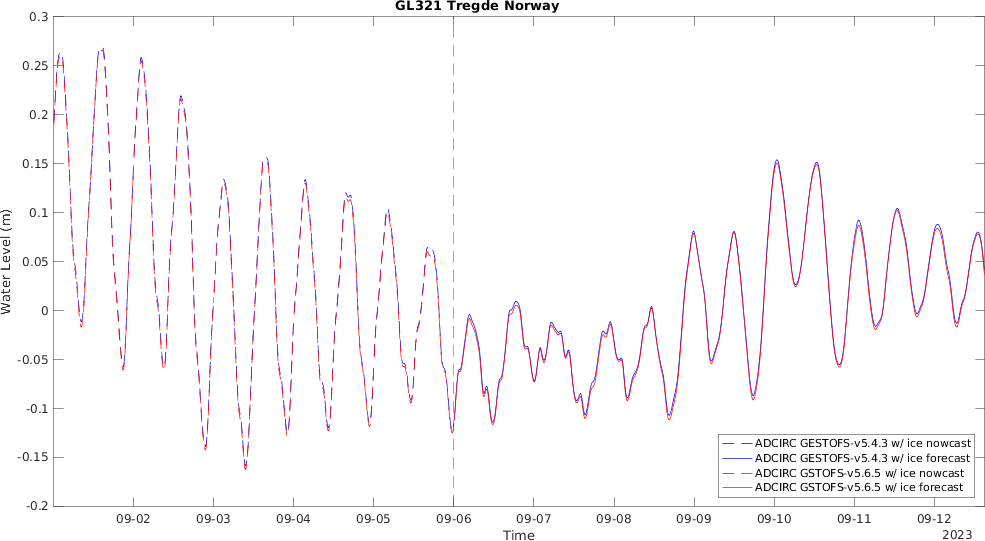 GL321 Tregde Norway
0.3
0.25
0.2
0.15
0.1
0.05
0
-0.05
-0.1
-0.15
-0.2
Water Level (m)
ADCIRC GESTOFS-v5.4.3 w/ ice nowcast
ADCIRC GESTOFS-v5.4.3 w/ ice forecast
ADCIRC GSTOFS-v5.6.5 w/ ice nowcast
ADCIRC GSTOFS-v5.6.5 w/ ice forecast
09-02 09-03 09-04 09-05 09-06 09-07 09-08 09-09 09-10 09-11 09-12
Time
2023